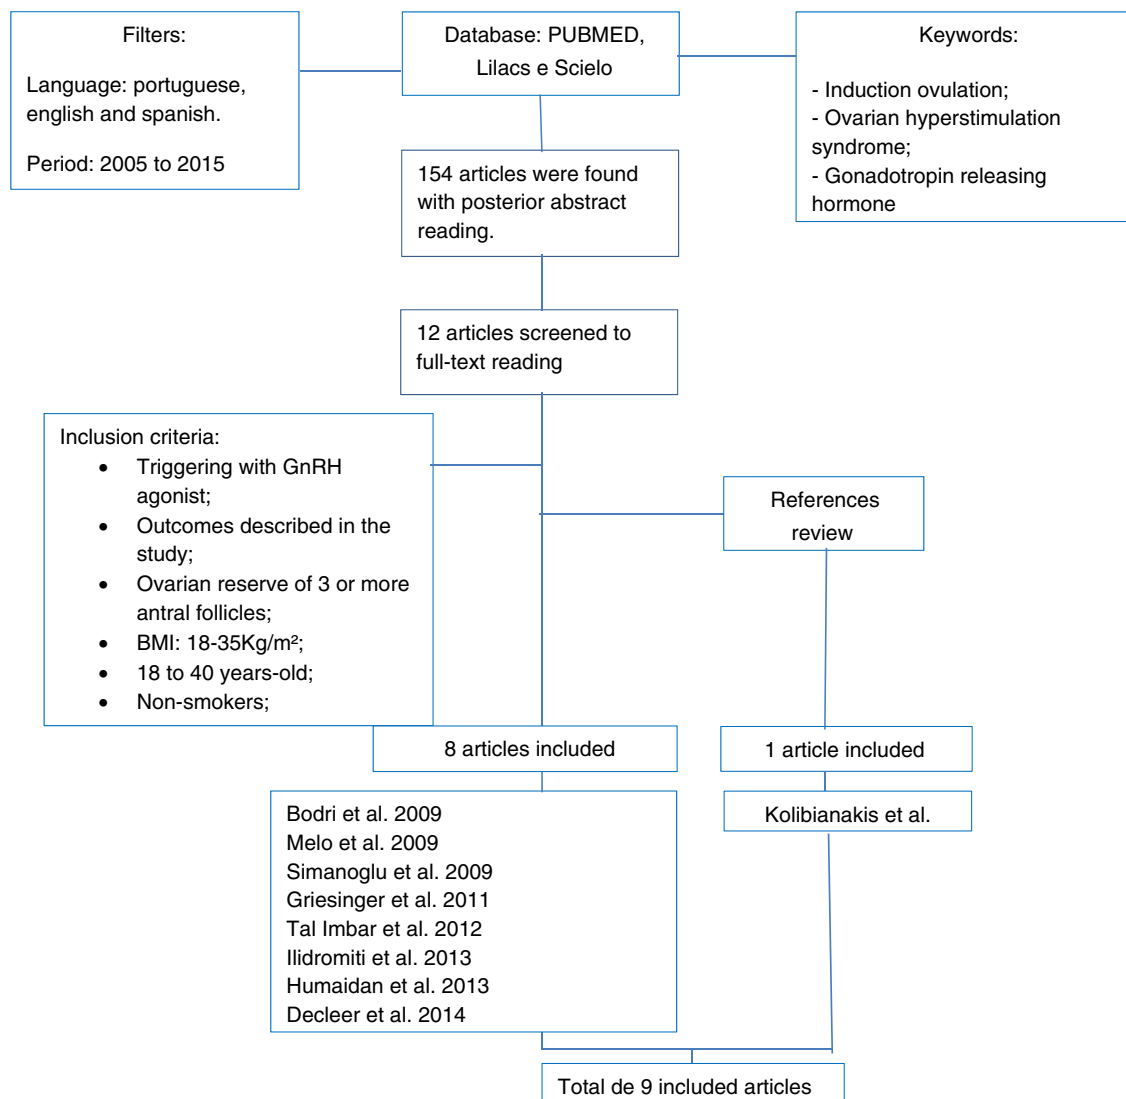 Filters:
Language: portuguese,
english and spanish.
Period: 2005 to 2015
Database: PUBMED,
Lilacs e Scielo
Keywords:
- Induction ovulation;
- Ovarian hyperstimulation
syndrome;
- Gonadotropin releasing
hormone
154 articles were found
with posterior abstract
reading.
12 articles screened to
full-text reading
Inclusion criteria:
• Triggering with GnRH
agonist;
• Outcomes described in the
study;
• Ovarian reserve of 3 or more
antral follicles;
• BMI: 18-35Kg/m²;
• 18 to 40 years-old;
• Non-smokers;
References
review
8 articles included
1 article included
Bodri et al. 2009
Melo et al. 2009
Simanoglu et al. 2009
Griesinger et al. 2011
Tal Imbar et al. 2012
Ilidromiti et al. 2013
Humaidan et al. 2013
Decleer et al. 2014
Kolibianakis et al.
Total de 9 included articles